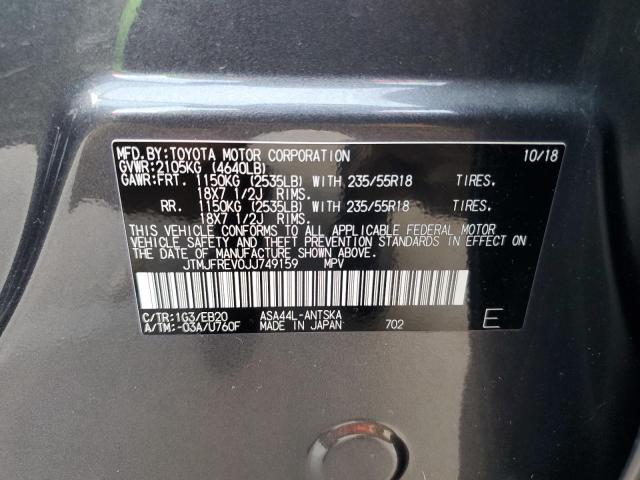 MFD.BY:TOYOTA MOTOR CORPORATION 10/18
GVWR:2105KG (4640LB)
GAWR:FRT. 1150KG (2535LB) WITH 235/55R18 TIRES.
18X7 1/2J RIMS.
RR. 1150KG (2535LB) WITH 235/55R18 TIRES.
18X7 1/2J RIMS.
THIS VEHICLE CONFORMS TO ALL APPLICABLE FEDERAL MOTOR
VEHICLE SAFETY AND THEFT PREVENTION STANDARDS IN EFFECT
ON THE DATE OF MANUFACTURE SHOWN ABOVE.
JTMJFREV0JJ749159 MPV
C/TR:1G3/EB20 ASA44L-ANTSKA
A/TM:-03A/U760F MADE IN JAPAN 702 E